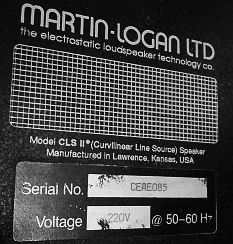 MARTIN·LOGAN LTD
the electrostatic loudspeaker technology co.
Model CLS II® (Curvilinear Line Source) Speaker
Manufactured in Lawrence, Kansas, USA
Serial No. CEAE085
Voltage 220V @ 50-60 Hz